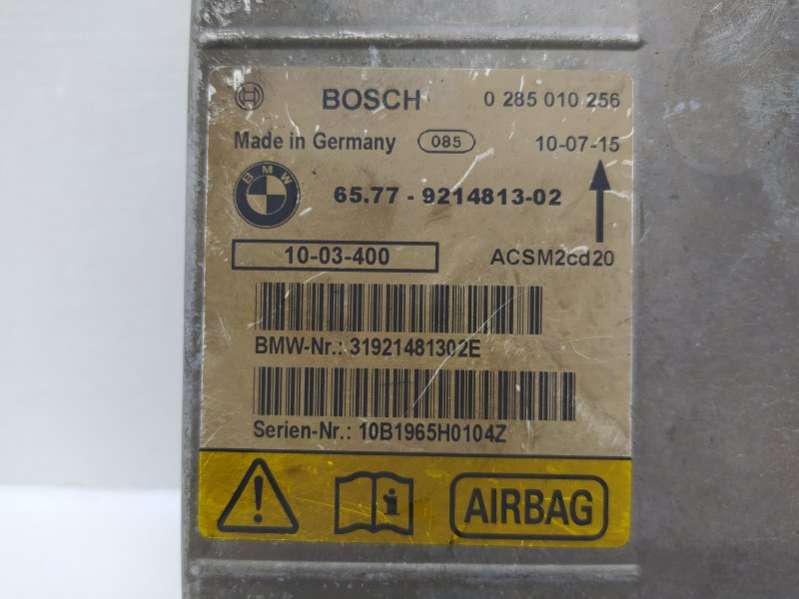 BOSCH 0 285 010 256
Made in Germany 085 10-07-15
BMW 65.77 - 9214813-02
10-03-400 ACSM2cd20
BMW-Nr.: 31921481302E
Serien-Nr.: 10B1965H0104Z
! i AIRBAG